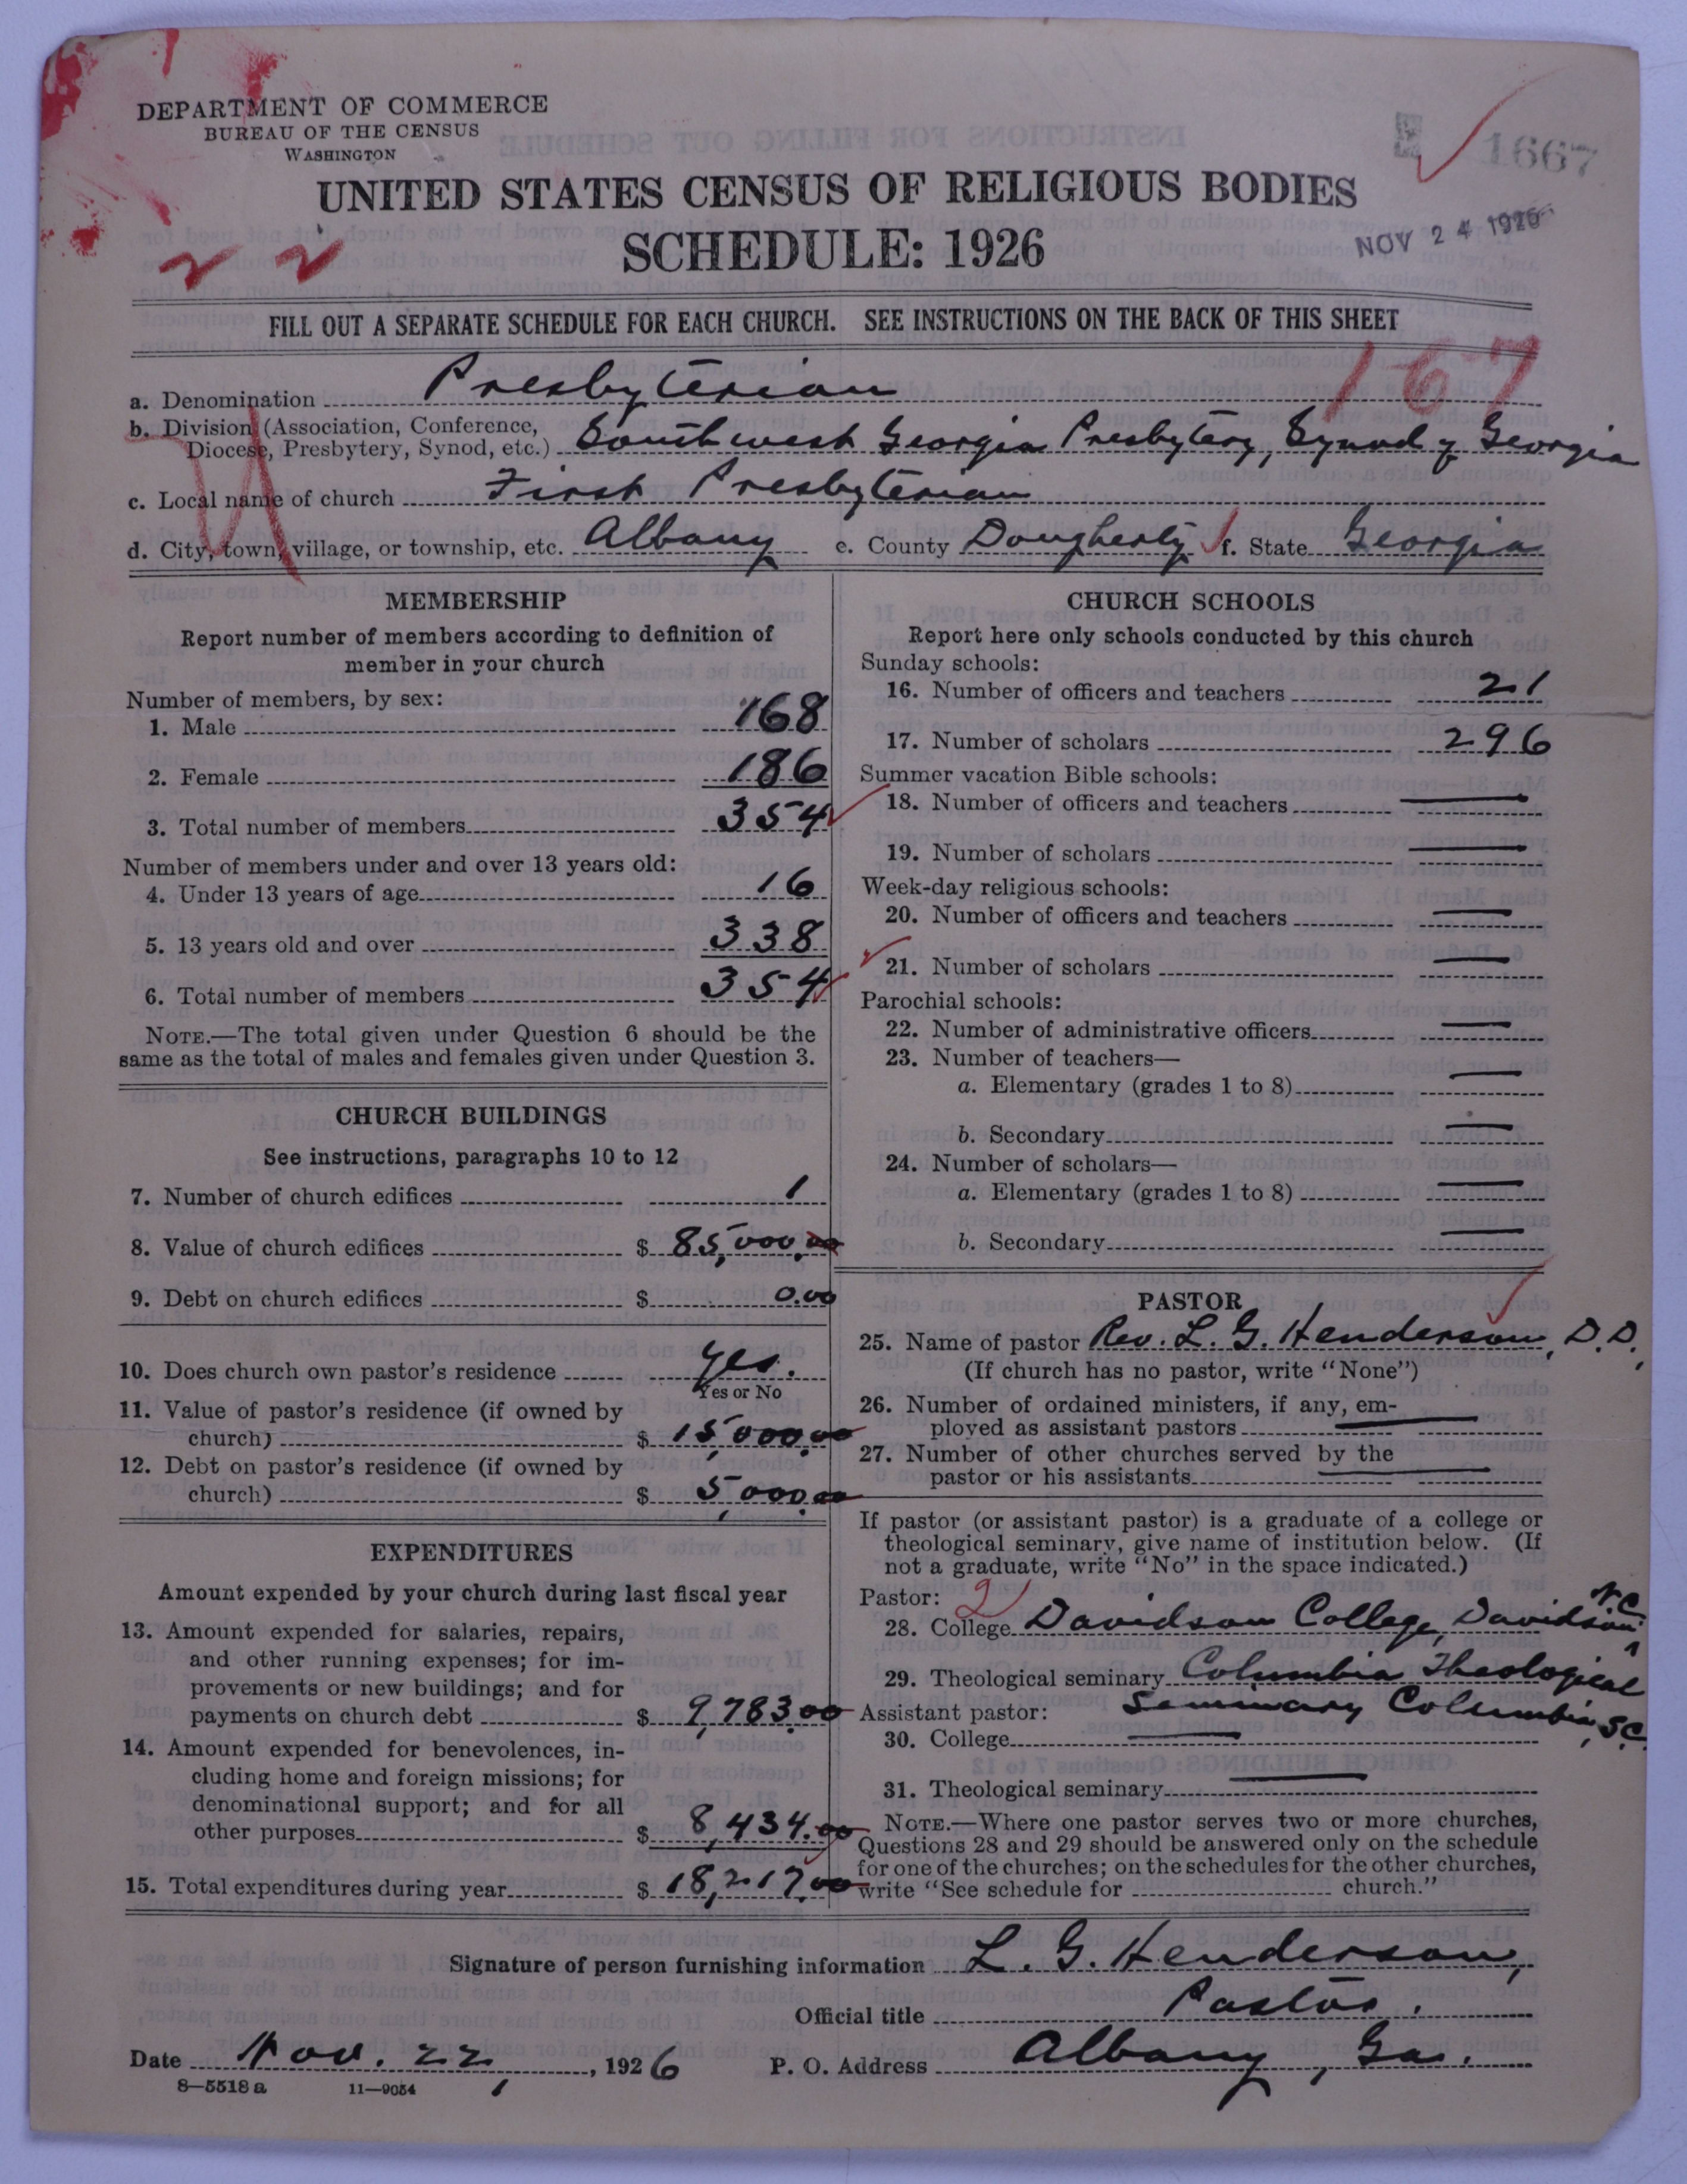 DEPARTMENT OF COMMERCE
BUREAU OF THE CENSUS
WASHINGTON
1667
UNITED STATES CENSUS OF RELIGIOUS BODIES
SCHEDULE: 1926
NOV 24 1926
22
FILL OUT A SEPARATE SCHEDULE FOR EACH CHURCH. SEE INSTRUCTIONS ON THE BACK OF THIS SHEET
167
a. Denomination Presbyterian
b. Division (Association, Conference,
Diocese, Presbytery, Synod, etc.) Southwest Georgia Presbytery, Synod of Georgia
c. Local name of church First Presbyterian
d. City, town, village, or township, etc. Albany e. County Dougherty f. State Georgia
MEMBERSHIP
Report number of members according to definition of
member in your church
Number of members, by sex:
1. Male 168
2. Female 186
3. Total number of members 354
Number of members under and over 13 years old:
4. Under 13 years of age 16
5. 13 years old and over 338
6. Total number of members 354
NOTE.—The total given under Question 6 should be the
same as the total of males and females given under Question 3.
CHURCH BUILDINGS
See instructions, paragraphs 10 to 12
7. Number of church edifices 1
8. Value of church edifices $ 85,000.00
9. Debt on church edifices $ 0.00
10. Does church own pastor's residence Yes.
Yes or No
11. Value of pastor's residence (if owned by
church) $ 15,000.00
12. Debt on pastor's residence (if owned by
church) $ 5,000.00
EXPENDITURES
Amount expended by your church during last fiscal year
13. Amount expended for salaries, repairs,
and other running expenses; for im-
provements or new buildings; and for
payments on church debt $ 9,783.00
14. Amount expended for benevolences, in-
cluding home and foreign missions; for
denominational support; and for all
other purposes $ 8,434.00
15. Total expenditures during year $ 18,217.00
CHURCH SCHOOLS
Report here only schools conducted by this church
Sunday schools:
16. Number of officers and teachers 21
17. Number of scholars 296
Summer vacation Bible schools:
18. Number of officers and teachers
19. Number of scholars
Week-day religious schools:
20. Number of officers and teachers
21. Number of scholars
Parochial schools:
22. Number of administrative officers
23. Number of teachers—
a. Elementary (grades 1 to 8)
b. Secondary
24. Number of scholars—
a. Elementary (grades 1 to 8)
b. Secondary
PASTOR
25. Name of pastor Rev. L. G. Henderson, D.D.,
(If church has no pastor, write "None")
26. Number of ordained ministers, if any, em-
ployed as assistant pastors
27. Number of other churches served by the
pastor or his assistants
If pastor (or assistant pastor) is a graduate of a college or
theological seminary, give name of institution below. (If
not a graduate, write "No" in the space indicated.)
Pastor: 2
28. College Davidson College, Davidson, N.C.
29. Theological seminary Columbia Theological
Assistant pastor: Seminary Columbia, S.C.
30. College
31. Theological seminary
NOTE.—Where one pastor serves two or more churches,
Questions 28 and 29 should be answered only on the schedule
for one of the churches; on the schedules for the other churches,
write "See schedule for church."
Signature of person furnishing information L. G. Henderson,
Official title Pastor.
Date Nov. 22, 1926 P. O. Address Albany, Ga.
8—5518a 11—9054